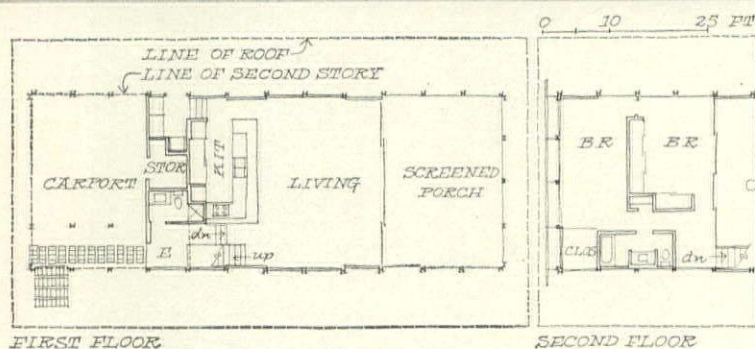 0 10 25 FT
LINE OF ROOF
LINE OF SECOND STORY
CARPORT
STOR
KIT
LIVING
SCREENED
PORCH
E
dn
up
FIRST FLOOR
BR
BR
CLOS
dn
SECOND FLOOR